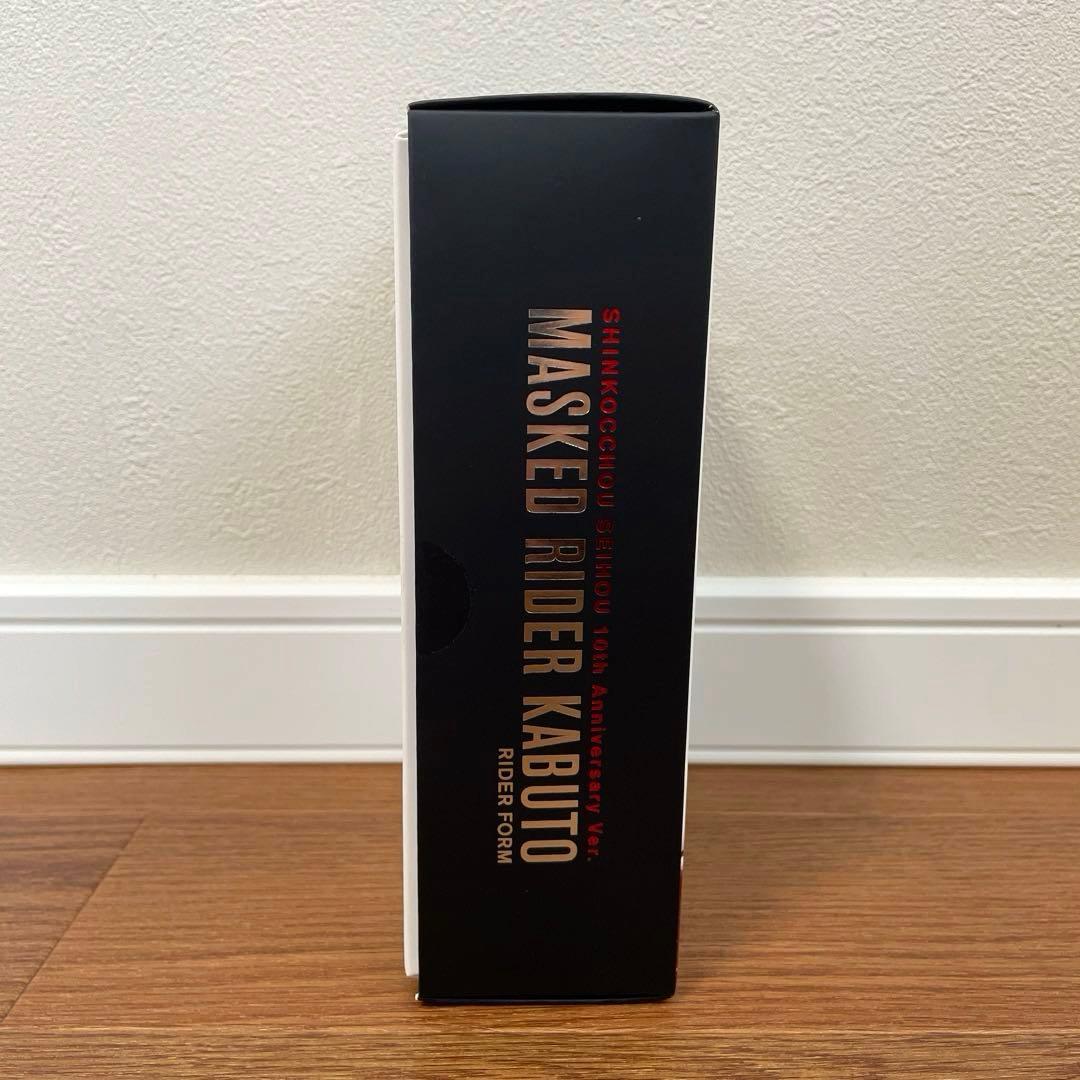 SHINKOCCHOU SEIHOU 10th Anniversary Ver.
MASKED RIDER KABUTO
RIDER FORM